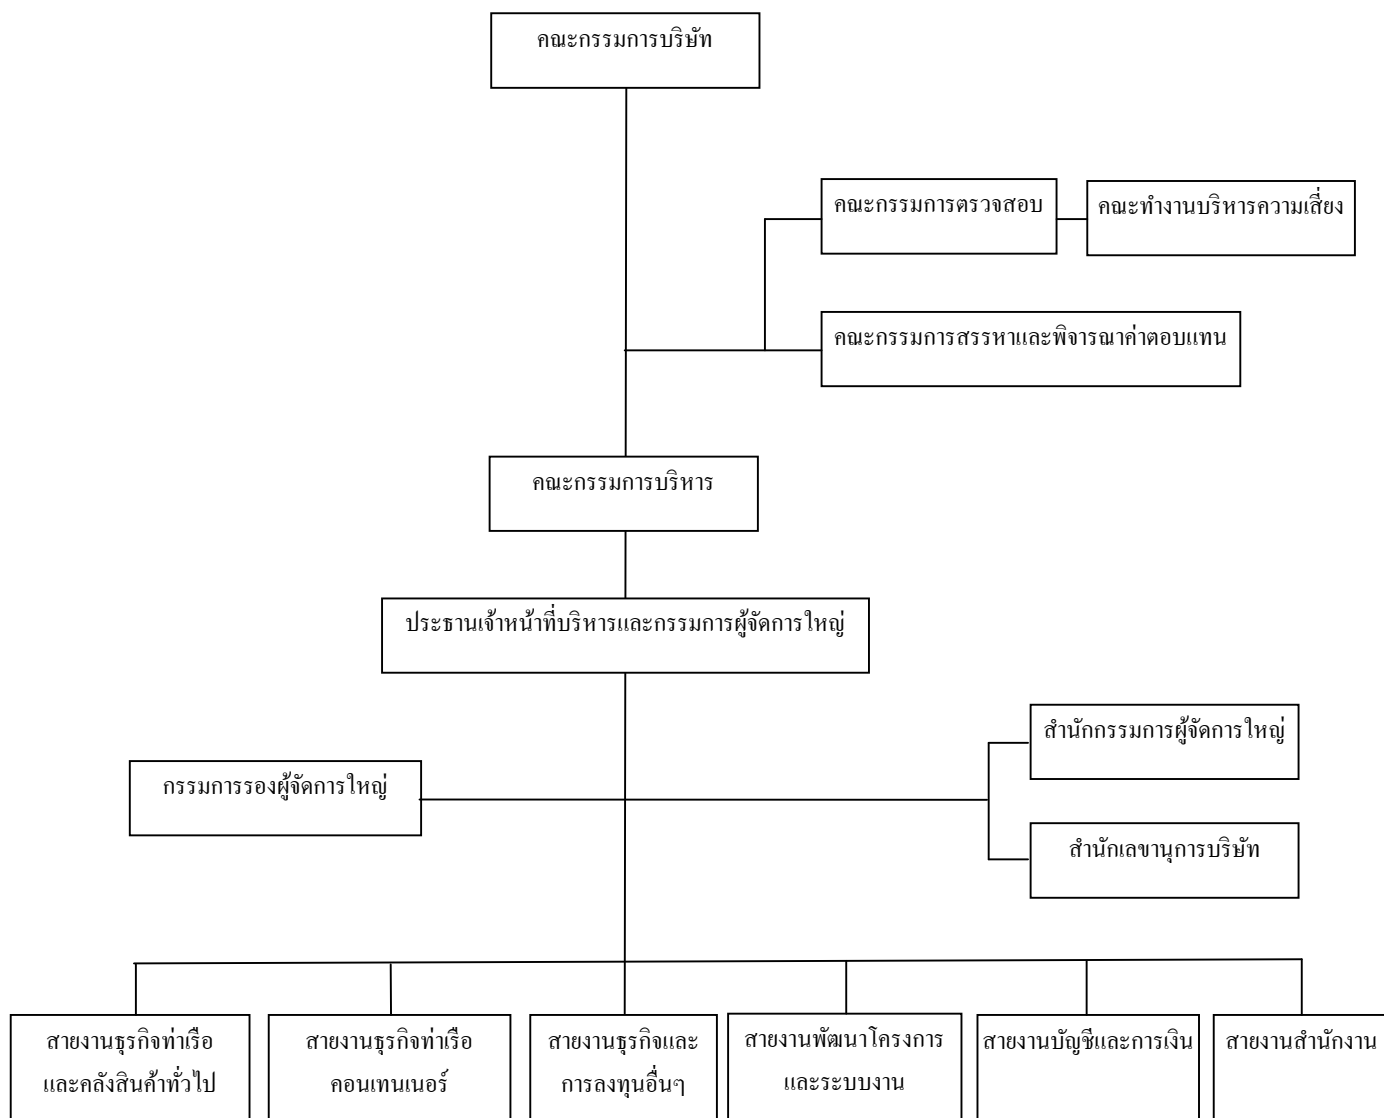 คณะกรรมการบริษัท
คณะกรรมการตรวจสอบ
คณะทำงานบริหารความเสี่ยง
คณะกรรมการสรรหาและพิจารณาค่าตอบแทน
คณะกรรมการบริหาร
ประธานเจ้าหน้าที่บริหารและกรรมการผู้จัดการใหญ่
สำนักกรรมการผู้จัดการใหญ่
กรรมการรองผู้จัดการใหญ่
สำนักเลขานุการบริษัท
สายงานธุรกิจท่าเรือ
และคลังสินค้าทั่วไป
สายงานธุรกิจท่าเรือ
คอนเทนเนอร์
สายงานธุรกิจและ
การลงทุนอื่นๆ
สายงานพัฒนาโครงการ
และระบบงาน
สายงานบัญชีและการเงิน
สายงานสำนักงาน